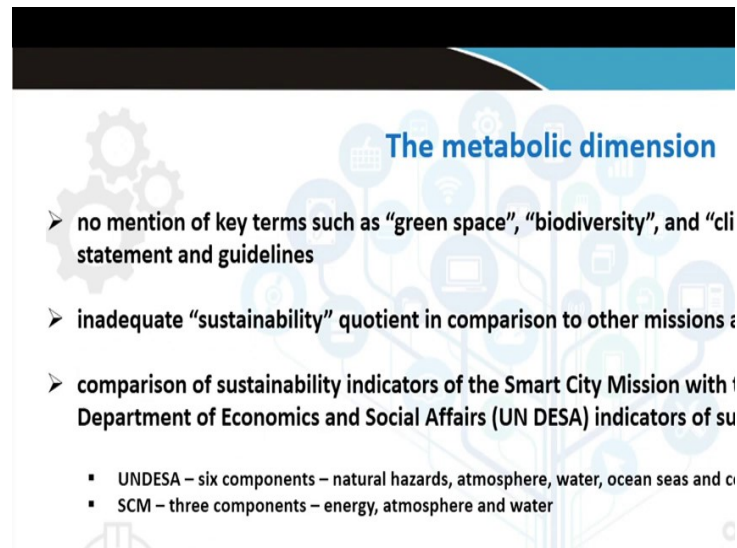 The metabolic dimension
➢ no mention of key terms such as “green space”, “biodiversity”, and “cli
statement and guidelines
➢ inadequate “sustainability” quotient in comparison to other missions a
➢ comparison of sustainability indicators of the Smart City Mission with t
Department of Economics and Social Affairs (UN DESA) indicators of su
▪ UNDESA – six components – natural hazards, atmosphere, water, ocean seas and c
▪ SCM – three components – energy, atmosphere and water